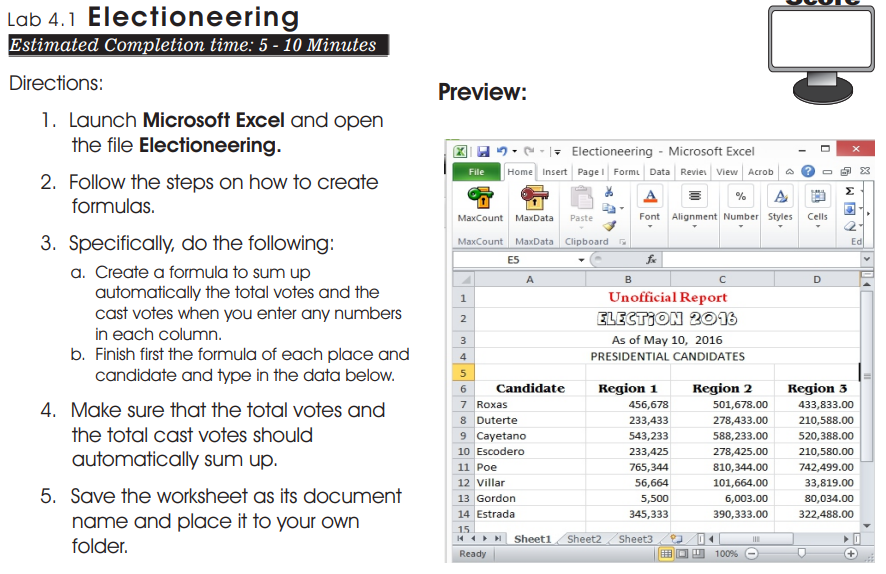 Score
Lab 4.1 Electioneering
Estimated Completion time: 5 - 10 Minutes
Directions:
1. Launch Microsoft Excel and open
the file Electioneering.
2. Follow the steps on how to create
formulas.
3. Specifically, do the following:
a. Create a formula to sum up
automatically the total votes and the
cast votes when you enter any numbers
in each column.
b. Finish first the formula of each place and
candidate and type in the data below.
4. Make sure that the total votes and
the total cast votes should
automatically sum up.
5. Save the worksheet as its document
name and place it to your own
folder.
Preview:
Electioneering - Microsoft Excel
File Home Insert Page l Formu Data Reviev View Acrob
MaxCount MaxData Paste Font Alignment Number Styles Cells
MaxCount MaxData Clipboard Ed
E5 fx
A B C D
1 Unofficial Report
2 ELECTION 2016
3 As of May 10, 2016
4 PRESIDENTIAL CANDIDATES
5
6 Candidate Region 1 Region 2 Region 3
7 Roxas 456,678 501,678.00 433,833.00
8 Duterte 233,433 278,433.00 210,588.00
9 Cayetano 543,233 588,233.00 520,388.00
10 Escodero 233,425 278,425.00 210,580.00
11 Poe 765,344 810,344.00 742,499.00
12 Villar 56,664 101,664.00 33,819.00
13 Gordon 5,500 6,003.00 80,034.00
14 Estrada 345,333 390,333.00 322,488.00
15
Sheet1 Sheet2 Sheet3
Ready 100%